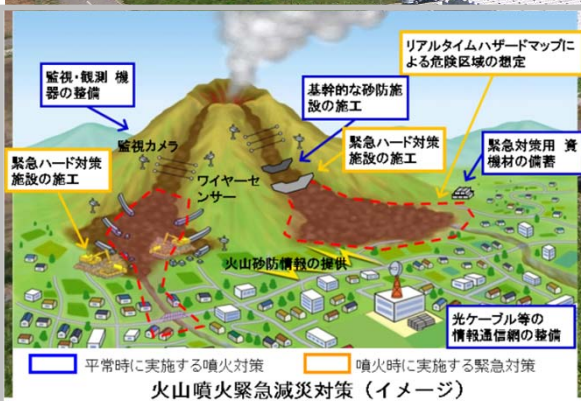 リアルタイムハザードマップに
よる危険区域の想定
監視・観測 機
器の整備
基幹的な砂防施
設の施工
監視カメラ
緊急ハード対策
施設の施工
緊急対策用 資
機材の備蓄
緊急ハード対策
施設の施工
ワイヤーセ
ンサー
火山砂防情報の提供
光ケーブル等の
情報通信網の整備
平常時に実施する噴火対策
噴火時に実施する緊急対策
火山噴火緊急減災対策（イメージ）